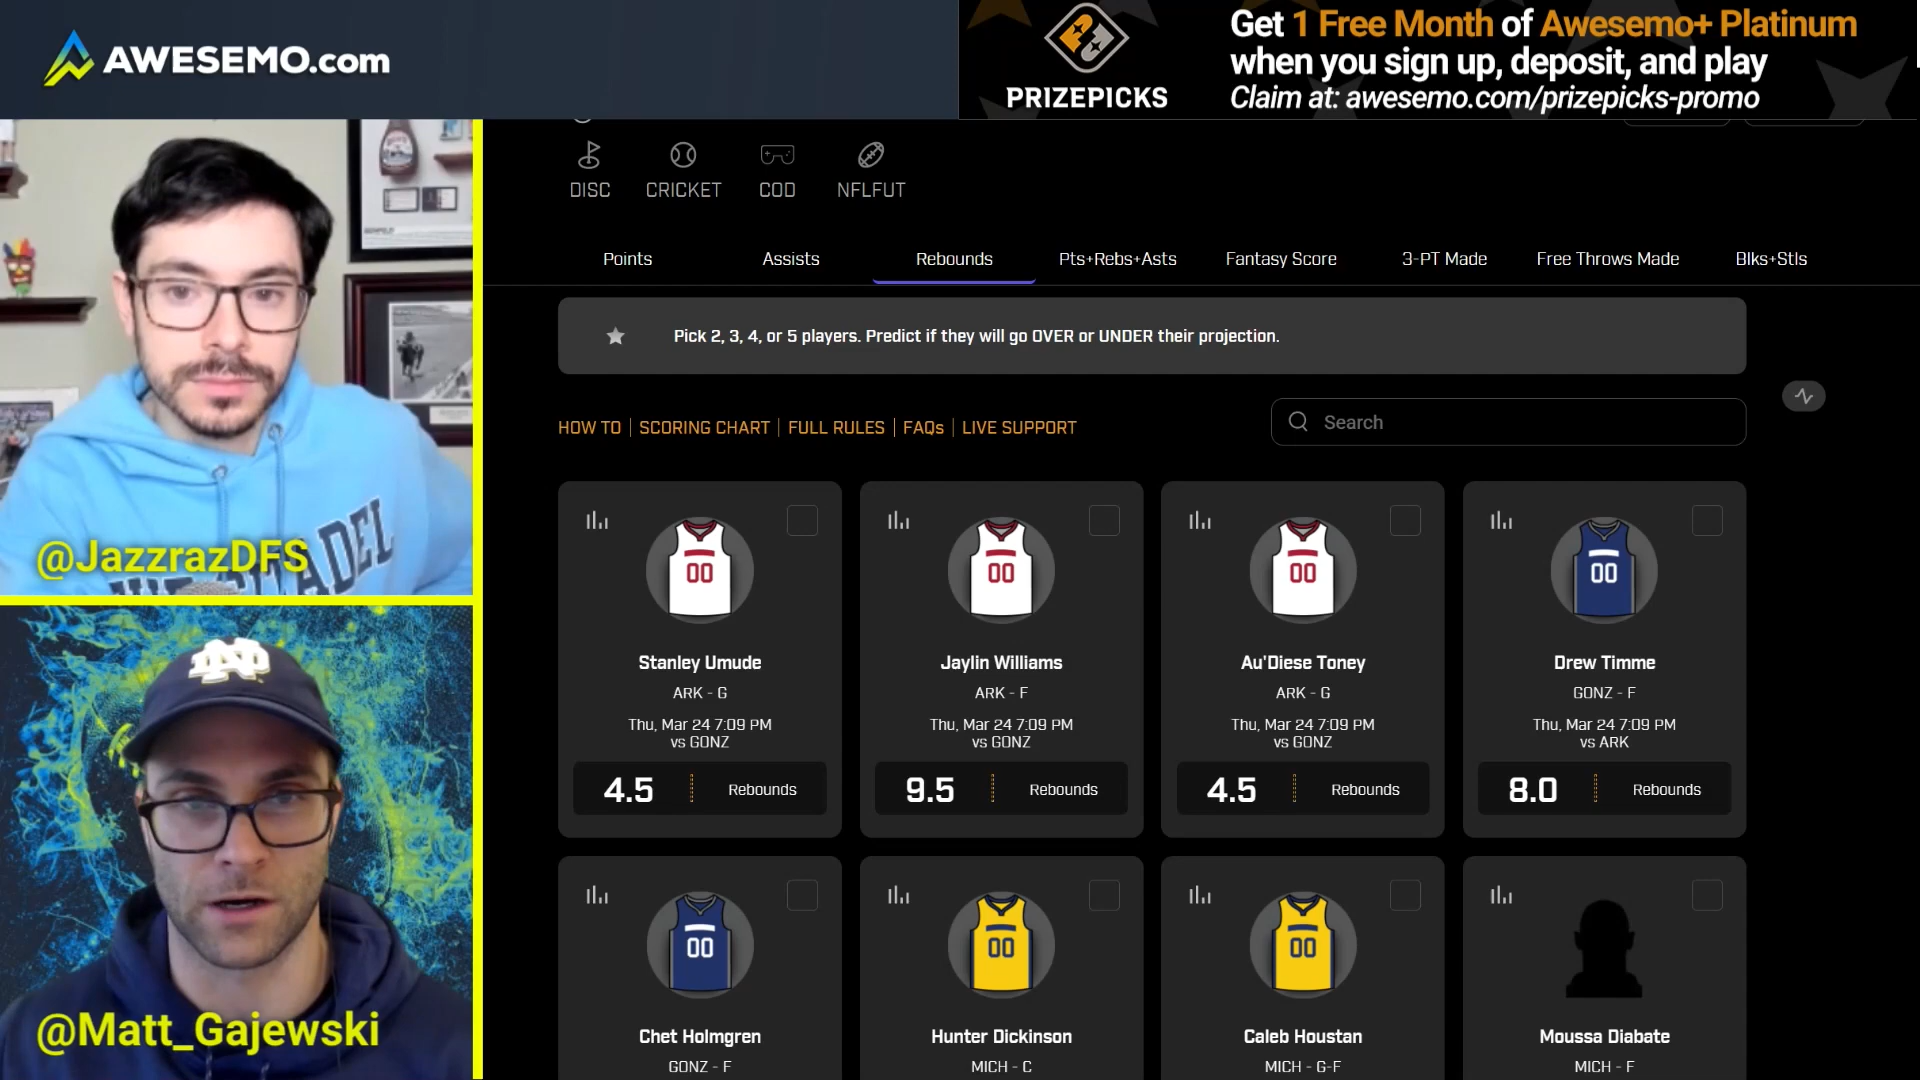 AWESEMO.com
PRIZEPICKS
Get 1 Free Month of Awesemo+ Platinum
when you sign up, deposit, and play
Claim at: awesemo.com/prizepicks-promo
DISC CRICKET COD NFLFUT
Points Assists Rebounds Pts+Rebs+Asts Fantasy Score 3-PT Made Free Throws Made Blks+Stls
Pick 2, 3, 4, or 5 players. Predict if they will go OVER or UNDER their projection.
HOW TO | SCORING CHART | FULL RULES | FAQs | LIVE SUPPORT
Search
00 00 00 00
Stanley Umude Jaylin Williams Au'Diese Toney Drew Timme
ARK - G ARK - F ARK - G GONZ - F
Thu, Mar 24 7:09 PM Thu, Mar 24 7:09 PM Thu, Mar 24 7:09 PM Thu, Mar 24 7:09 PM
vs GONZ vs GONZ vs GONZ vs ARK
4.5 Rebounds 9.5 Rebounds 4.5 Rebounds 8.0 Rebounds
00 00 00
Chet Holmgren Hunter Dickinson Caleb Houstan Moussa Diabate
GONZ - F MICH - C MICH - G-F MICH - F
@JazzrazDFS
CITADEL
ND
@Matt_Gajewski